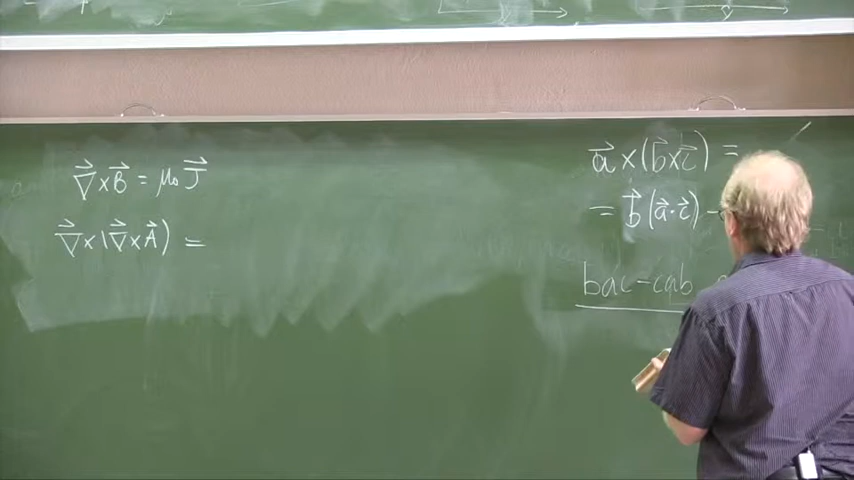 ∇⃗×B⃗ = μ₀ J⃗
∇⃗×(∇⃗×A⃗) =
a⃗×(b⃗×c⃗) =
= b⃗(a⃗·c⃗) -
bac-cab